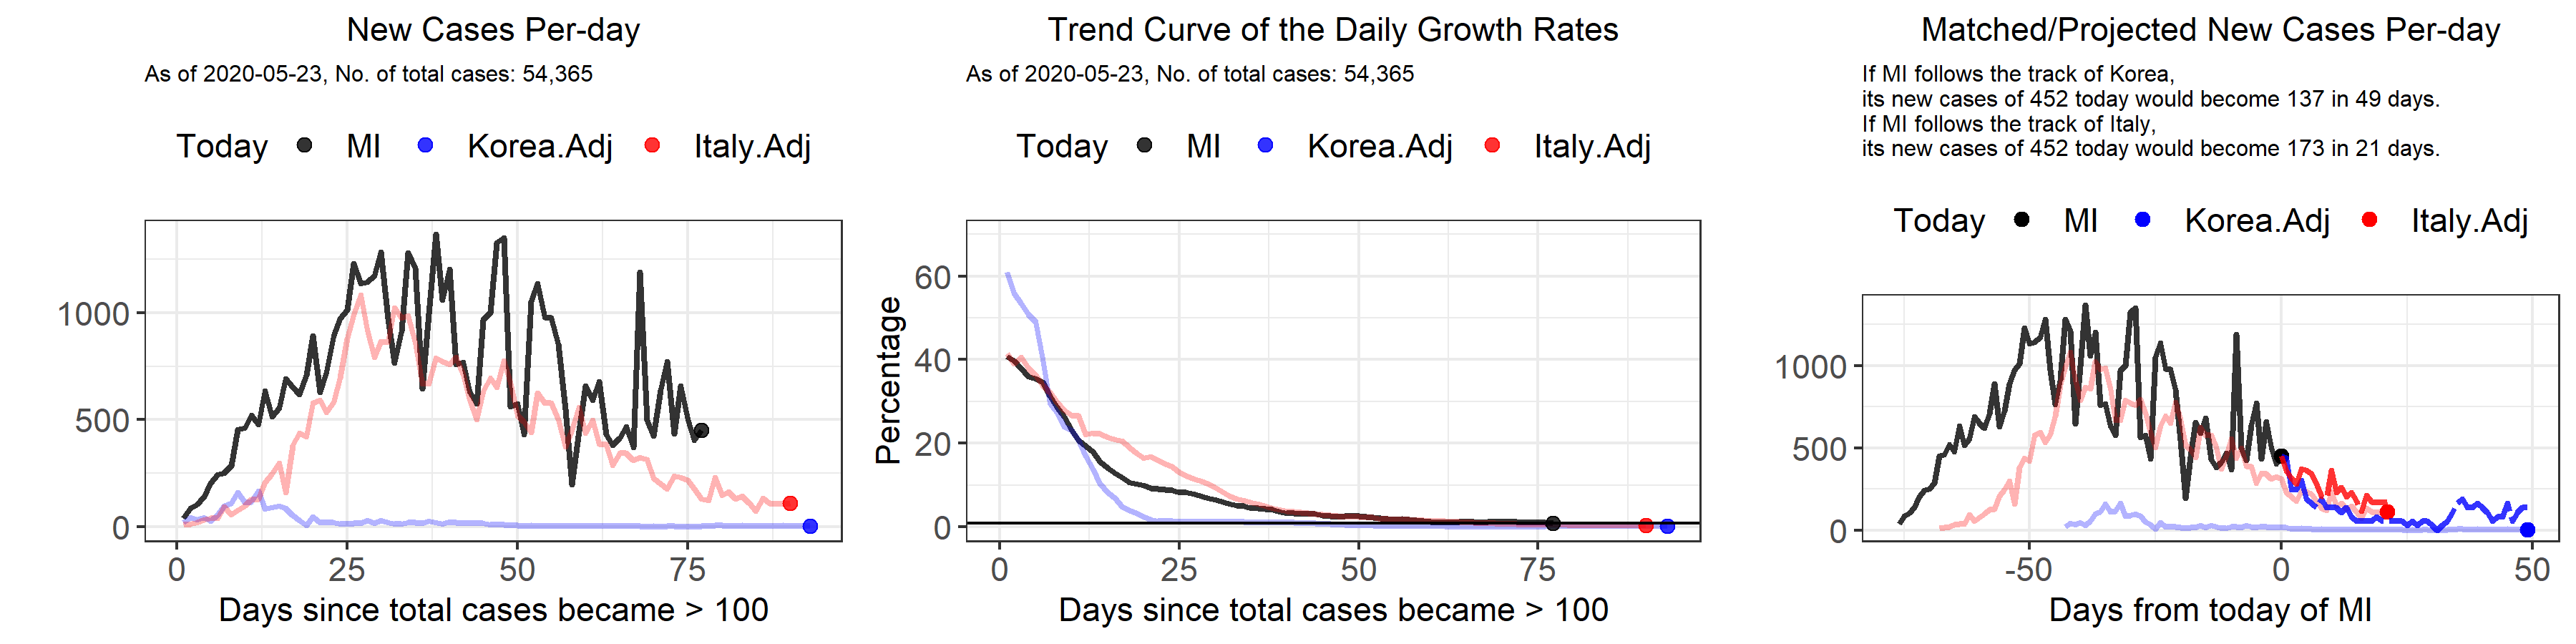 New Cases Per-day
As of 2020-05-23, No. of total cases: 54,365
Today MI Korea.Adj Italy.Adj
1000
500
0
0 25 50 75
Days since total cases became > 100
Trend Curve of the Daily Growth Rates
As of 2020-05-23, No. of total cases: 54,365
Today MI Korea.Adj Italy.Adj
Percentage
60
40
20
0
0 25 50 75
Days since total cases became > 100
Matched/Projected New Cases Per-day
If MI follows the track of Korea,
its new cases of 452 today would become 137 in 49 days.
If MI follows the track of Italy,
its new cases of 452 today would become 173 in 21 days.
Today MI Korea.Adj Italy.Adj
1000
500
0
-50 0 50
Days from today of MI